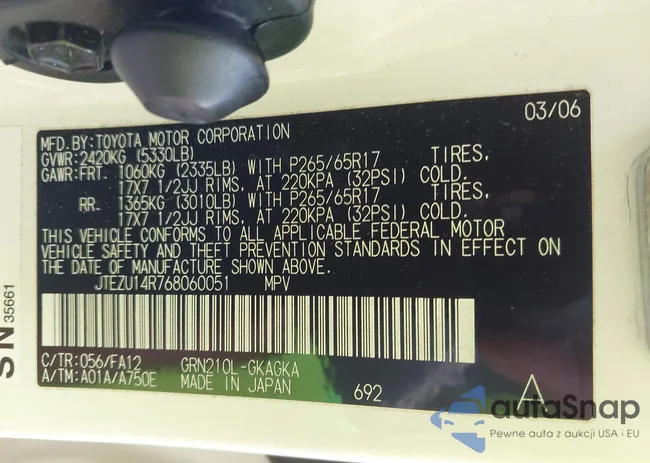 03/06
MFD.BY:TOYOTA MOTOR CORPORATION
GVWR:2420KG (5330LB)
GAWR:FRT. 1060KG (2335LB) WITH P265/65R17 TIRES,
17X7 1/2JJ RIMS, AT 220KPA (32PSI) COLD.
RR. 1365KG (3010LB) WITH P265/65R17 TIRES,
17X7 1/2JJ RIMS, AT 220KPA (32PSI) COLD.
THIS VEHICLE CONFORMS TO ALL APPLICABLE FEDERAL MOTOR
VEHICLE SAFETY AND THEFT PREVENTION STANDARDS IN EFFECT ON
THE DATE OF MANUFACTURE SHOWN ABOVE.
JTEZU14R768060051 MPV
C/TR:056/FA12 GRN210L-GKAGKA
A/TM:A01A/A750E MADE IN JAPAN 692 A
SN 35661
autaSnap
Pewne auta z aukcji USA i EU